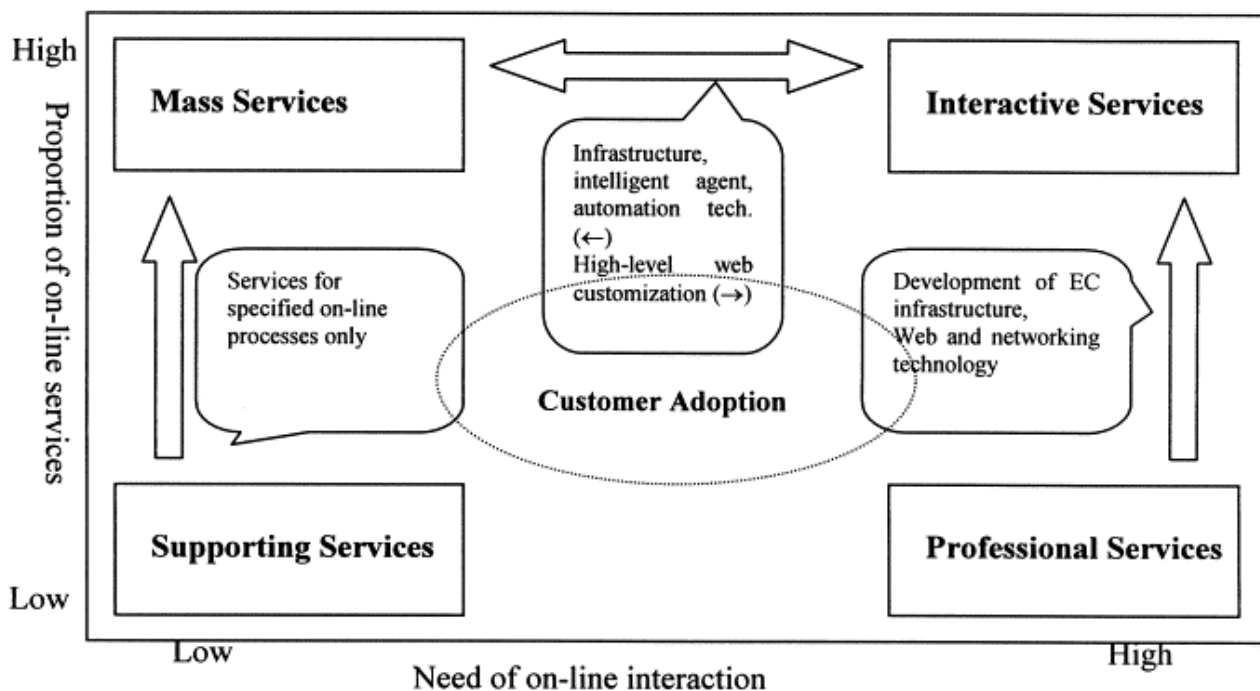 High
Mass Services
Interactive Services
Proportion of on-line services
Infrastructure,
intelligent agent,
automation tech.
(←)
High-level web
customization (→)
Services for
specified on-line
processes only
Development of EC
infrastructure,
Web and networking
technology
Customer Adoption
Supporting Services
Professional Services
Low
Low
High
Need of on-line interaction